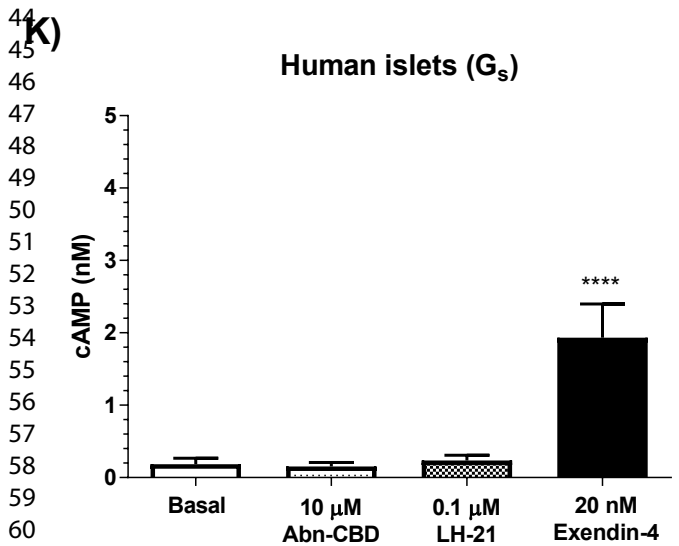 44
K)
45
46
47
48
49
50
51
52
53
54
55
56
57
58
59
60
Human islets (Gs)
5
4
3
2
1
0
cAMP (nM)
****
Basal
10 μM
Abn-CBD
0.1 μM
LH-21
20 nM
Exendin-4